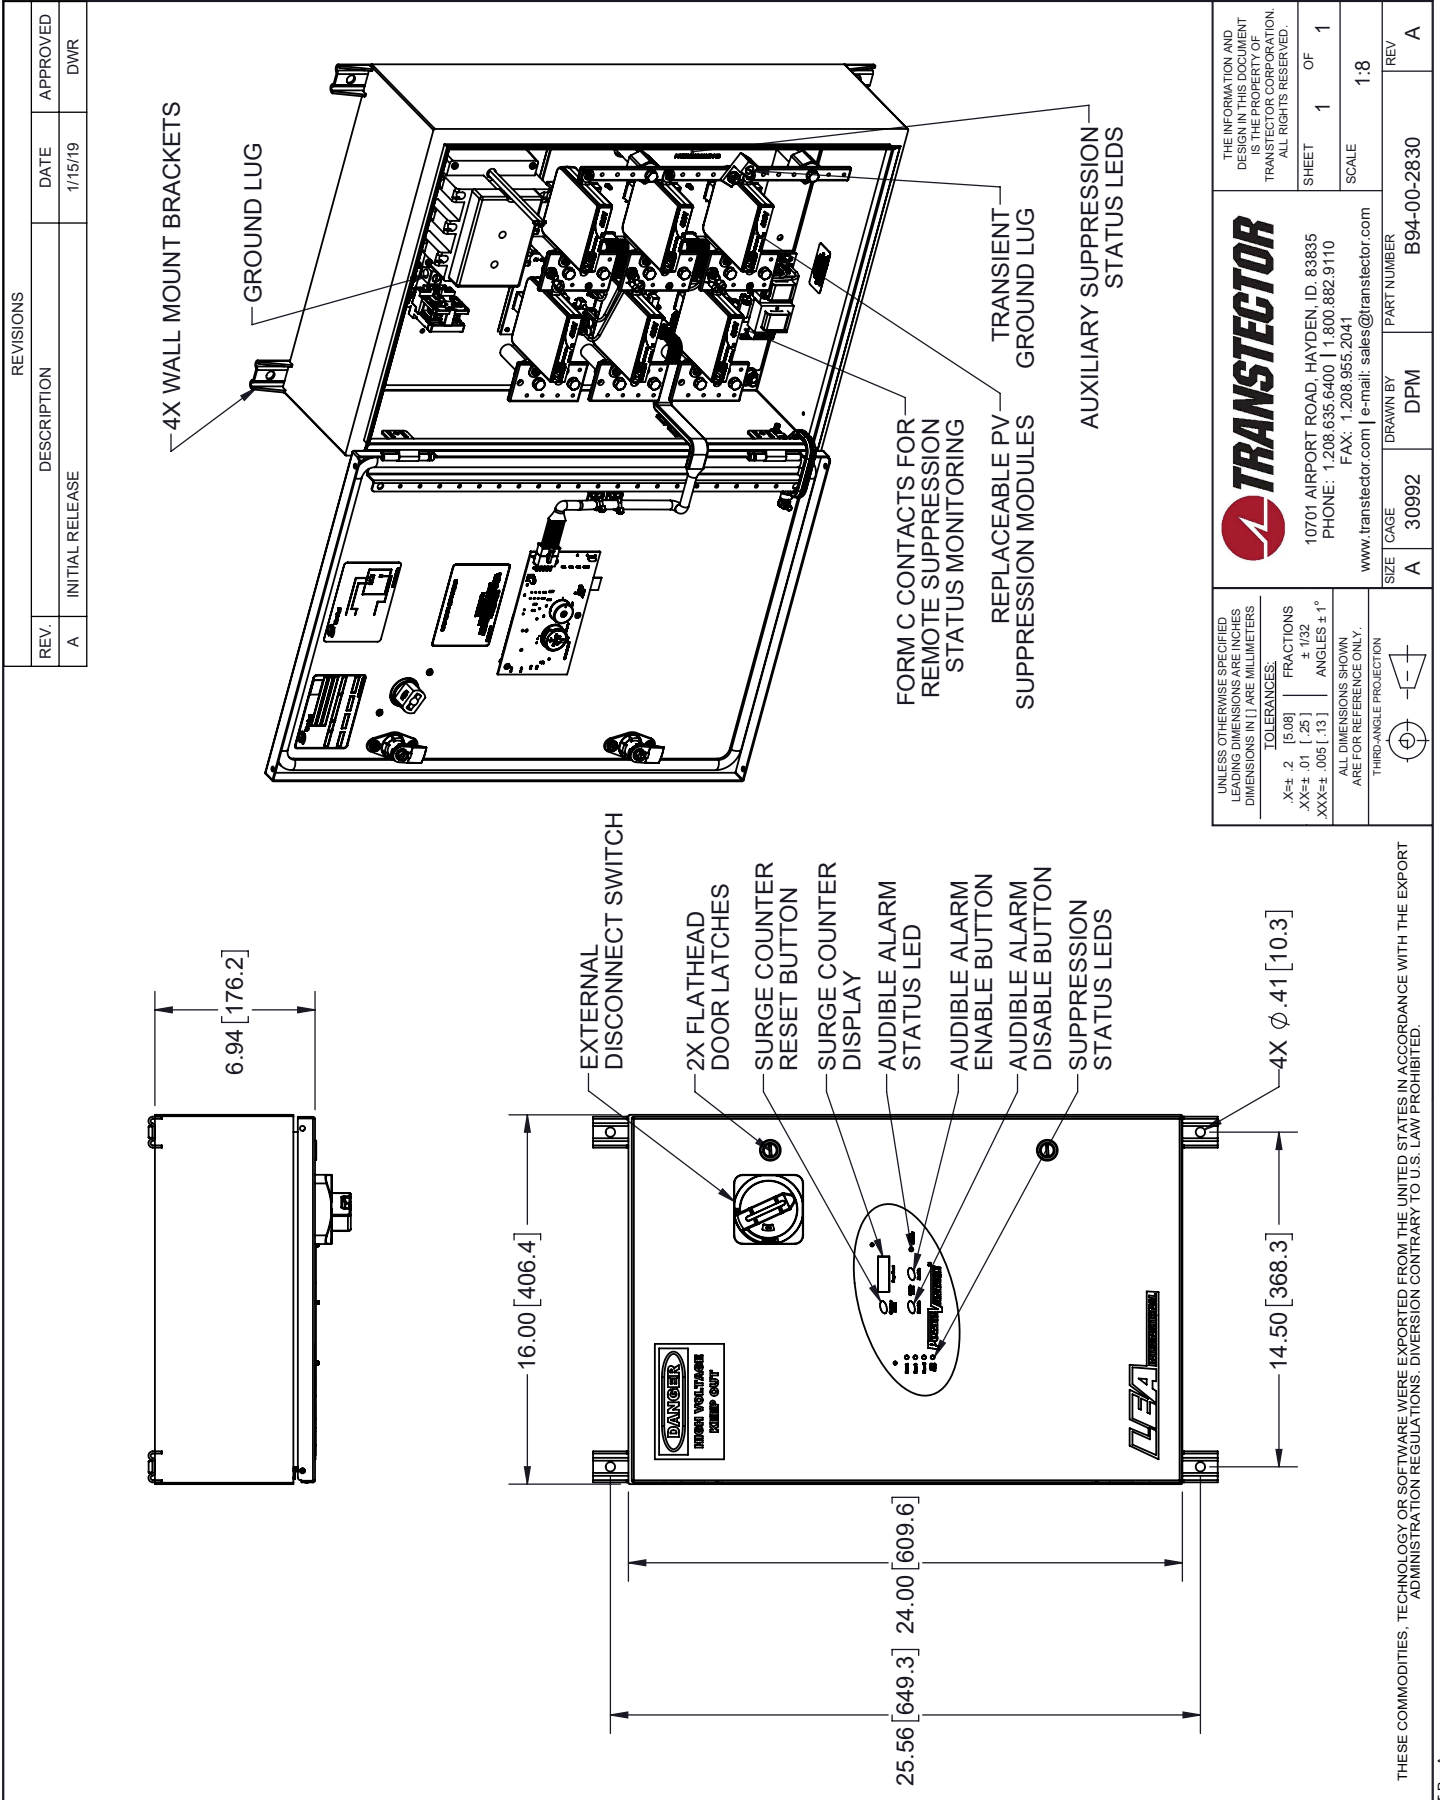 REVISIONS
REV. DESCRIPTION DATE APPROVED
A INITIAL RELEASE 1/15/19 DWR
6.94 [176.2]
4X WALL MOUNT BRACKETS
GROUND LUG
16.00 [406.4]
EXTERNAL
DISCONNECT SWITCH
2X FLATHEAD
DOOR LATCHES
SURGE COUNTER
RESET BUTTON
SURGE COUNTER
DISPLAY
AUDIBLE ALARM
STATUS LED
AUDIBLE ALARM
ENABLE BUTTON
AUDIBLE ALARM
DISABLE BUTTON
SUPPRESSION
STATUS LEDS
DANGER
HIGH VOLTAGE
KEEP OUT
LEA
INTERNATIONAL
25.56 [649.3]
24.00 [609.6]
14.50 [368.3]
4X ⌀.41 [10.3]
FORM C CONTACTS FOR
REMOTE SUPPRESSION
STATUS MONITORING
REPLACEABLE PV
SUPPRESSION MODULES
TRANSIENT
GROUND LUG
AUXILIARY SUPPRESSION
STATUS LEDS
UNLESS OTHERWISE SPECIFIED
LEADING DIMENSIONS ARE INCHES
DIMENSIONS IN [ ] ARE MILLIMETERS
TOLERANCES:
.X=± .2 [5.08] FRACTIONS
.XX=± .01 [.25] ± 1/32
.XXX=± .005 [.13] ANGLES ± 1°
ALL DIMENSIONS SHOWN
ARE FOR REFERENCE ONLY.
THIRD-ANGLE PROJECTION
TRANSTECTOR
10701 AIRPORT ROAD, HAYDEN, ID. 83835
PHONE: 1.208.635.6400 | 1.800.882.9110
FAX: 1.208.955.2041
www.transtector.com | e-mail: sales@transtector.com
THE INFORMATION AND
DESIGN IN THIS DOCUMENT
IS THE PROPERTY OF
TRANSTECTOR CORPORATION.
ALL RIGHTS RESERVED.
SHEET 1 OF 1
SCALE 1:8
SIZE A
CAGE 30992
DRAWN BY DPM
PART NUMBER B94-00-2830
REV A
THESE COMMODITIES, TECHNOLOGY OR SOFTWARE WERE EXPORTED FROM THE UNITED STATES IN ACCORDANCE WITH THE EXPORT
ADMINISTRATION REGULATIONS. DIVERSION CONTRARY TO U.S. LAW PROHIBITED.